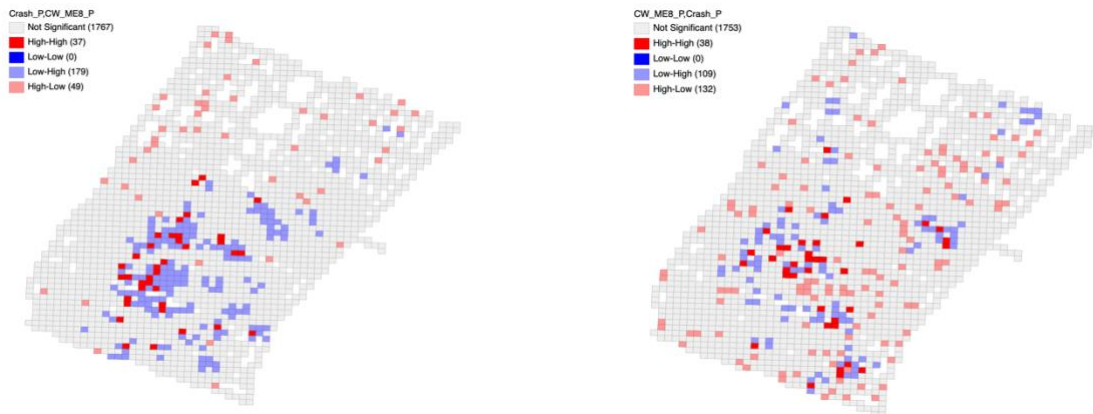 Crash_P,CW_ME8_P
Not Significant (1767)
High-High (37)
Low-Low (0)
Low-High (179)
High-Low (49)
CW_ME8_P,Crash_P
Not Significant (1753)
High-High (38)
Low-Low (0)
Low-High (109)
High-Low (132)